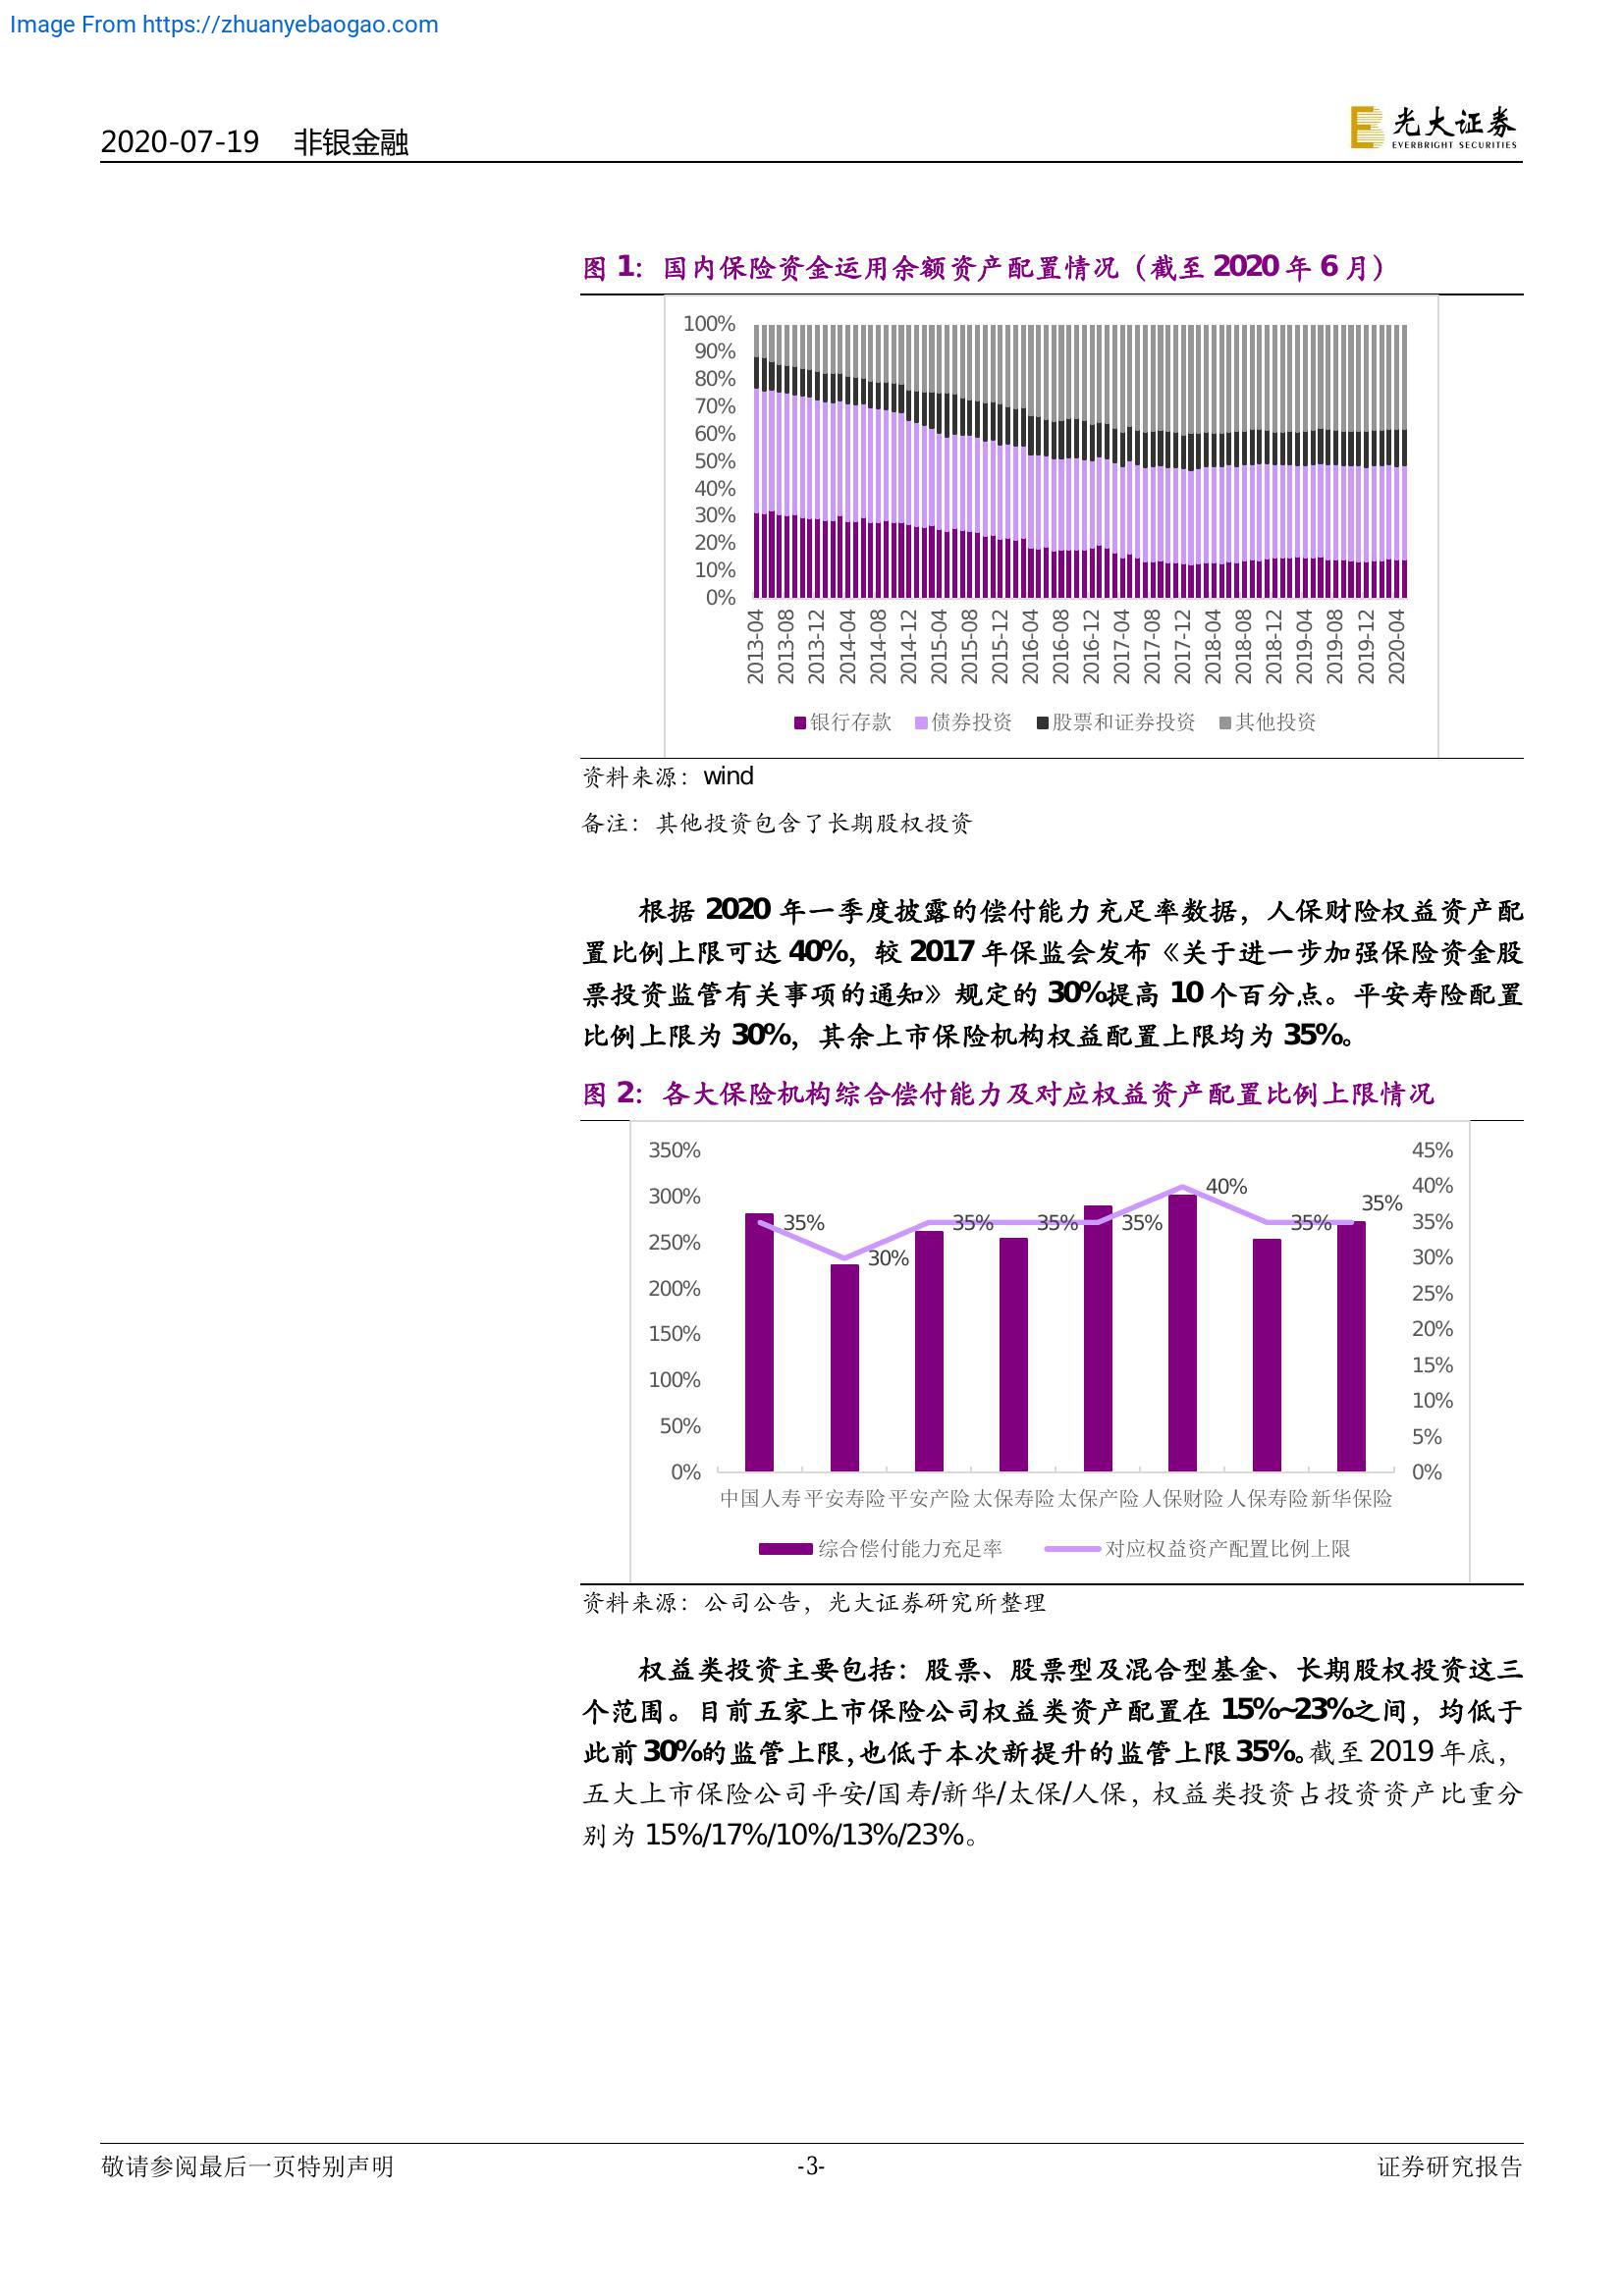 Image From https://zhuanyebaogao.com
2020-07-19 非银金融
光大证券
EVERBRIGHT SECURITIES
图 1：国内保险资金运用余额资产配置情况（截至 2020 年 6 月）
100%
90%
80%
70%
60%
50%
40%
30%
20%
10%
0%
2013-04 2013-08 2013-12 2014-04 2014-08 2014-12 2015-04 2015-08 2015-12 2016-04 2016-08 2016-12 2017-04 2017-08 2017-12 2018-04 2018-08 2018-12 2019-04 2019-08 2019-12 2020-04
银行存款 债券投资 股票和证券投资 其他投资
资料来源：wind
备注：其他投资包含了长期股权投资
根据 2020 年一季度披露的偿付能力充足率数据，人保财险权益资产配
置比例上限可达 40%，较 2017 年保监会发布《关于进一步加强保险资金股
票投资监管有关事项的通知》规定的 30%提高 10 个百分点。平安寿险配置
比例上限为 30%，其余上市保险机构权益配置上限均为 35%。
图 2：各大保险机构综合偿付能力及对应权益资产配置比例上限情况
350% 45%
300% 40% 40%
35% 35% 35% 35% 35% 35% 35%
250% 30% 30%
200% 25%
150% 20%
100% 15%
50% 10%
5%
0% 0%
中国人寿 平安寿险 平安产险 太保寿险 太保产险 人保财险 人保寿险 新华保险
综合偿付能力充足率 对应权益资产配置比例上限
资料来源：公司公告，光大证券研究所整理
权益类投资主要包括：股票、股票型及混合型基金、长期股权投资这三
个范围。目前五家上市保险公司权益类资产配置在 15%~23%之间，均低于
此前 30%的监管上限，也低于本次新提升的监管上限 35%。截至 2019 年底，
五大上市保险公司平安/国寿/新华/太保/人保，权益类投资占投资资产比重分
别为 15%/17%/10%/13%/23%。
敬请参阅最后一页特别声明 -3- 证券研究报告